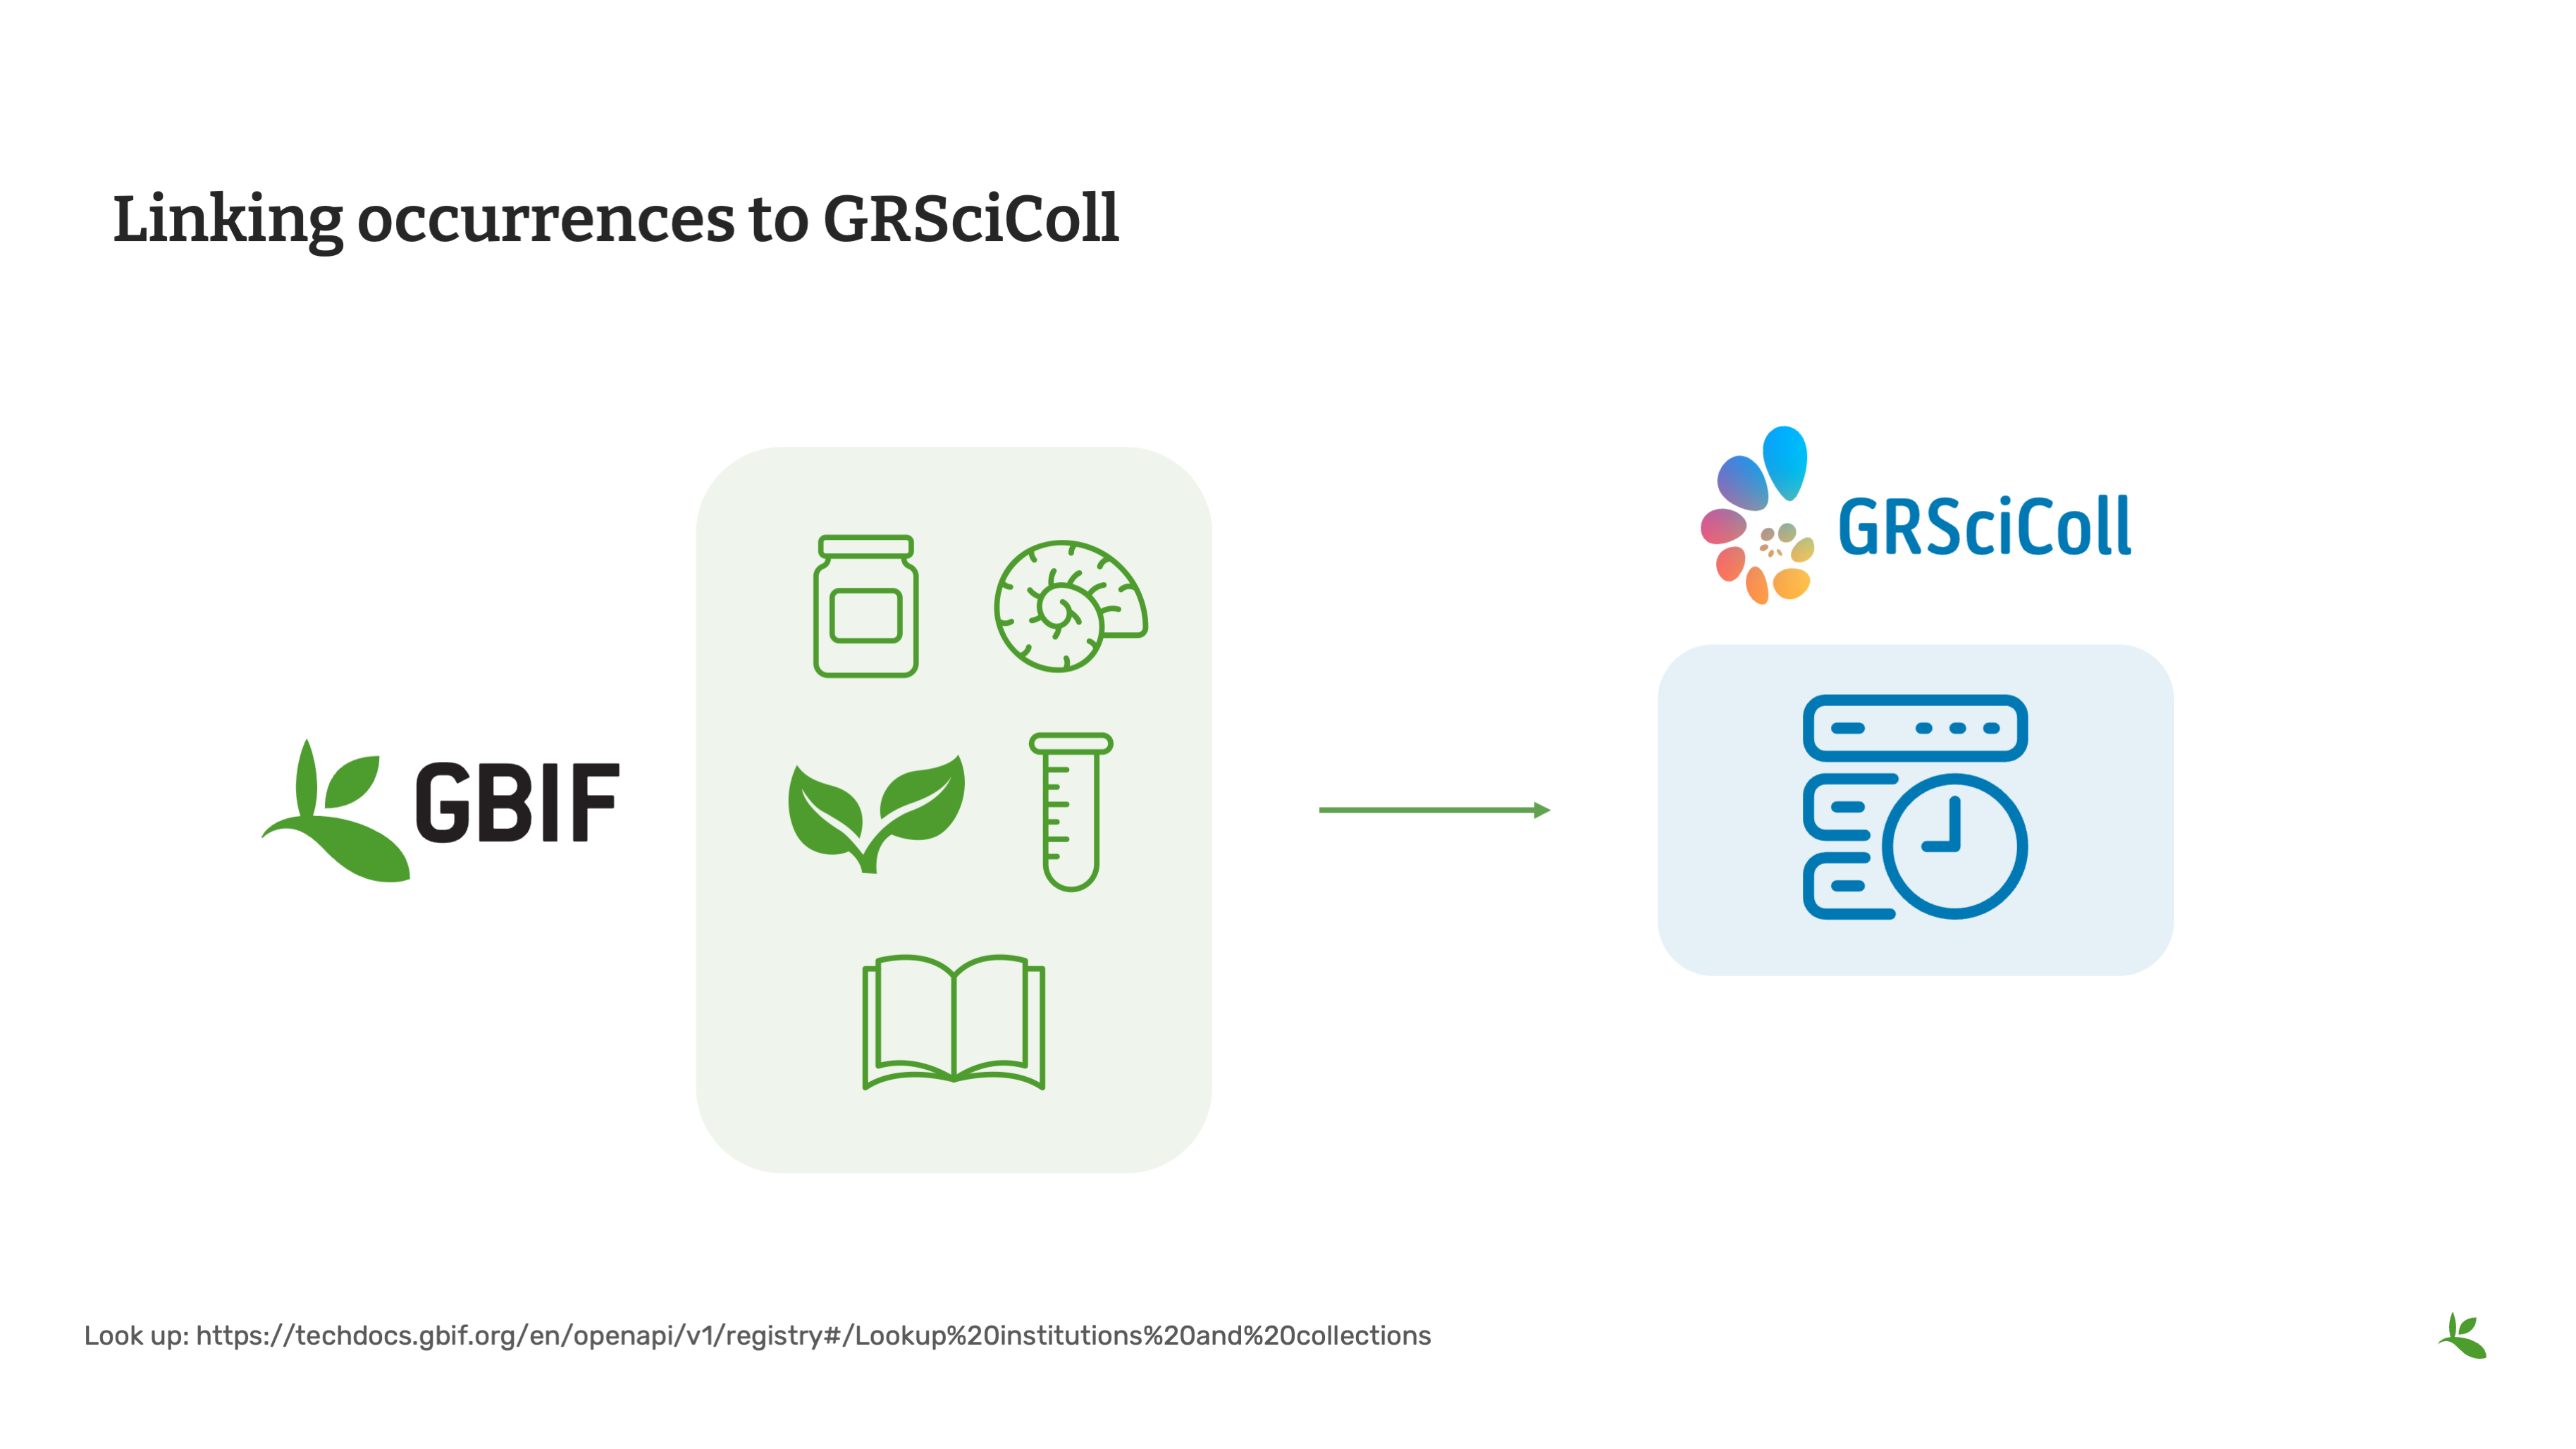 Linking occurrences to GRSciColl
GRSciColl
GBIF
Look up: https://techdocs.gbif.org/en/openapi/v1/registry#/Lookup%20institutions%20and%20collections